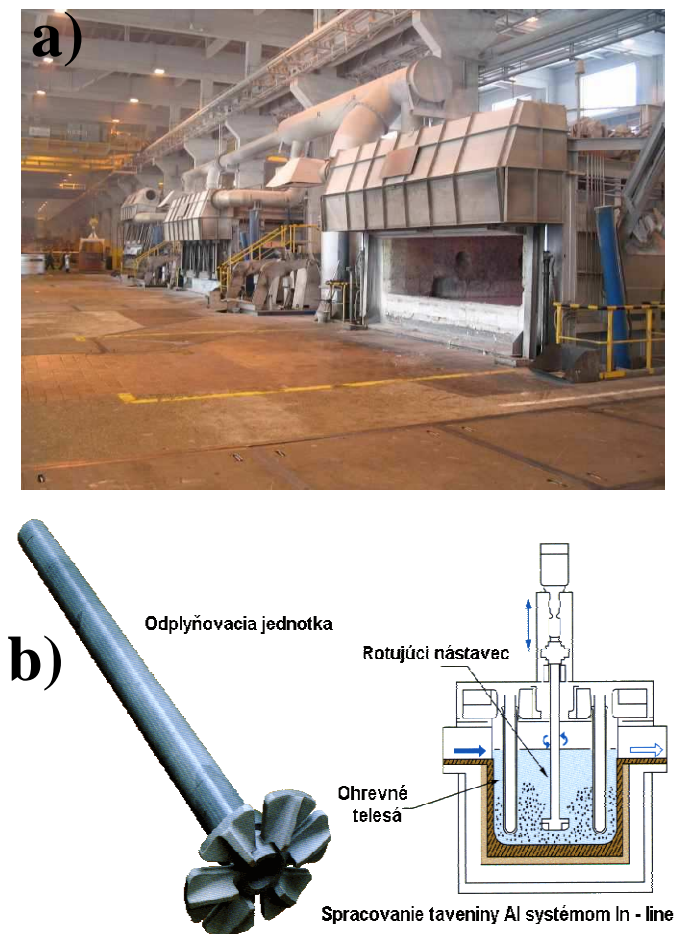 a)
Odplyňovacia jednotka
b)
Rotujúci nástavec
Ohrevné
telesá
Spracovanie taveniny Al systémom In - line